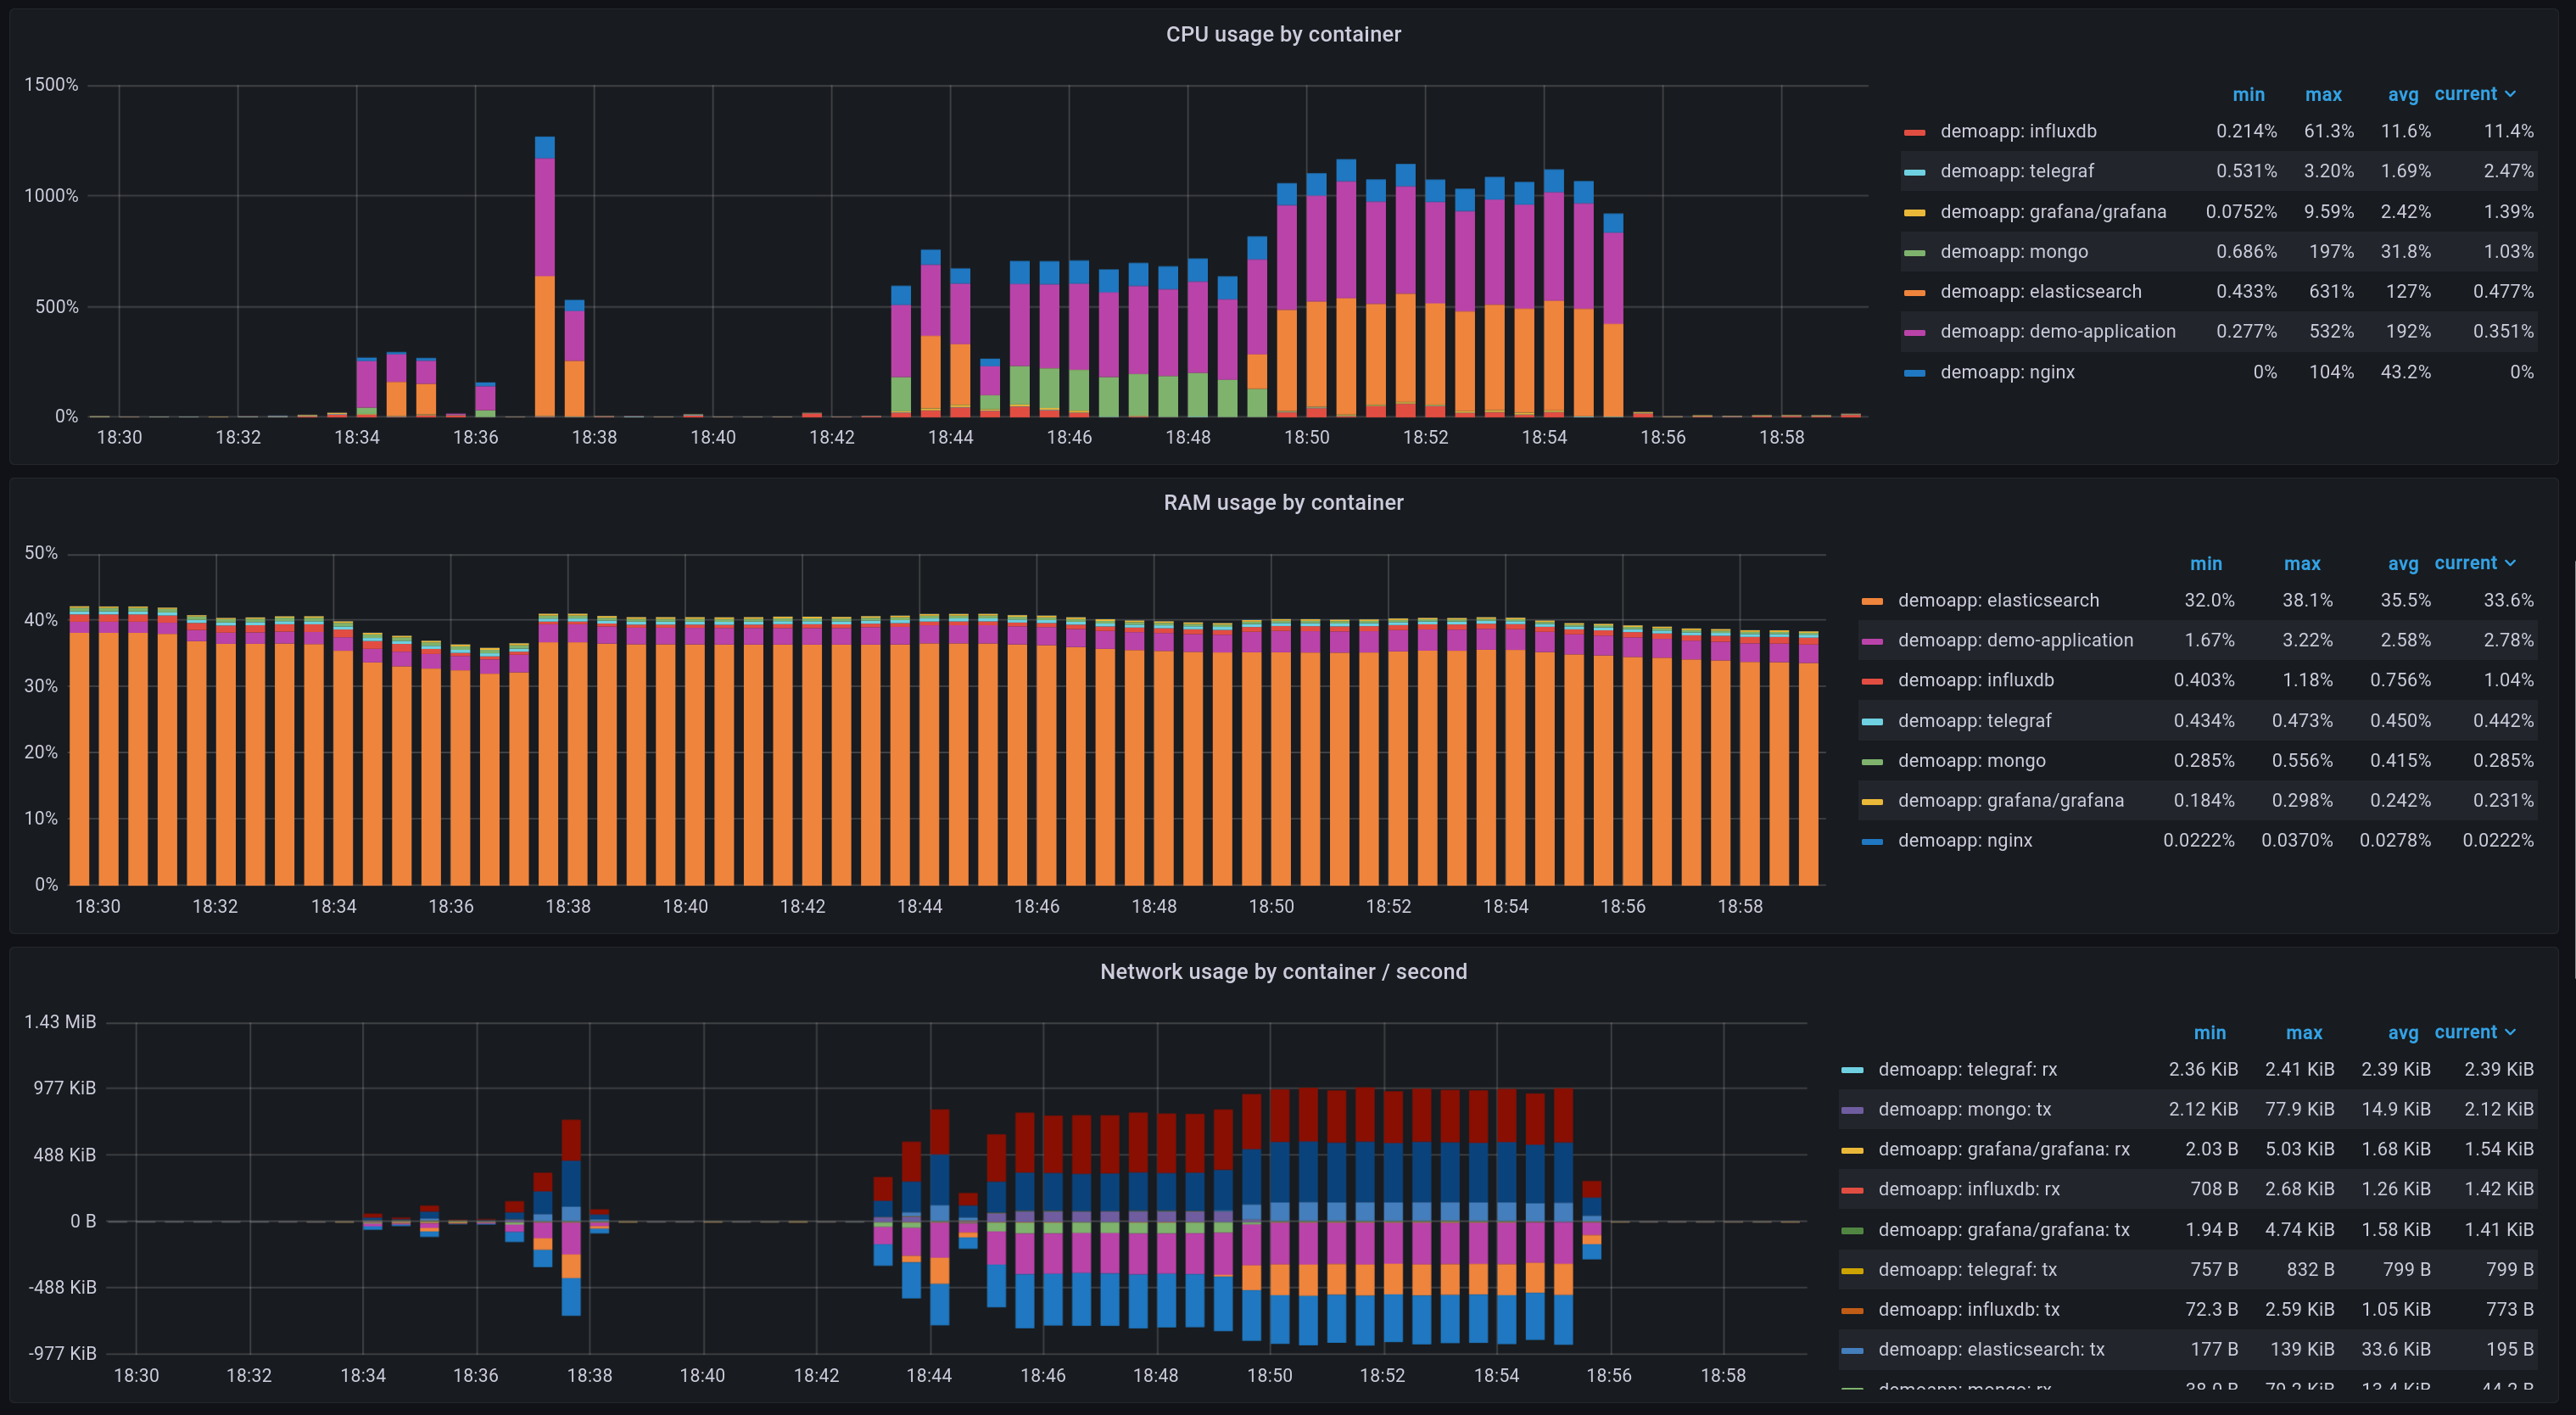 CPU usage by container
1500%
1000%
500%
0%
18:30 18:32 18:34 18:36 18:38 18:40 18:42 18:44 18:46 18:48 18:50 18:52 18:54 18:56 18:58
min max avg current
demoapp: influxdb 0.214% 61.3% 11.6% 11.4%
demoapp: telegraf 0.531% 3.20% 1.69% 2.47%
demoapp: grafana/grafana 0.0752% 9.59% 2.42% 1.39%
demoapp: mongo 0.686% 197% 31.8% 1.03%
demoapp: elasticsearch 0.433% 631% 127% 0.477%
demoapp: demo-application 0.277% 532% 192% 0.351%
demoapp: nginx 0% 104% 43.2% 0%
RAM usage by container
50%
40%
30%
20%
10%
0%
18:30 18:32 18:34 18:36 18:38 18:40 18:42 18:44 18:46 18:48 18:50 18:52 18:54 18:56 18:58
min max avg current
demoapp: elasticsearch 32.0% 38.1% 35.5% 33.6%
demoapp: demo-application 1.67% 3.22% 2.58% 2.78%
demoapp: influxdb 0.403% 1.18% 0.756% 1.04%
demoapp: telegraf 0.434% 0.473% 0.450% 0.442%
demoapp: mongo 0.285% 0.556% 0.415% 0.285%
demoapp: grafana/grafana 0.184% 0.298% 0.242% 0.231%
demoapp: nginx 0.0222% 0.0370% 0.0278% 0.0222%
Network usage by container / second
1.43 MiB
977 KiB
488 KiB
0 B
-488 KiB
-977 KiB
18:30 18:32 18:34 18:36 18:38 18:40 18:42 18:44 18:46 18:48 18:50 18:52 18:54 18:56 18:58
min max avg current
demoapp: telegraf: rx 2.36 KiB 2.41 KiB 2.39 KiB 2.39 KiB
demoapp: mongo: tx 2.12 KiB 77.9 KiB 14.9 KiB 2.12 KiB
demoapp: grafana/grafana: rx 2.03 B 5.03 KiB 1.68 KiB 1.54 KiB
demoapp: influxdb: rx 708 B 2.68 KiB 1.26 KiB 1.42 KiB
demoapp: grafana/grafana: tx 1.94 B 4.74 KiB 1.58 KiB 1.41 KiB
demoapp: telegraf: tx 757 B 832 B 799 B 799 B
demoapp: influxdb: tx 72.3 B 2.59 KiB 1.05 KiB 773 B
demoapp: elasticsearch: tx 177 B 139 KiB 33.6 KiB 195 B
demoapp: mongo: rx